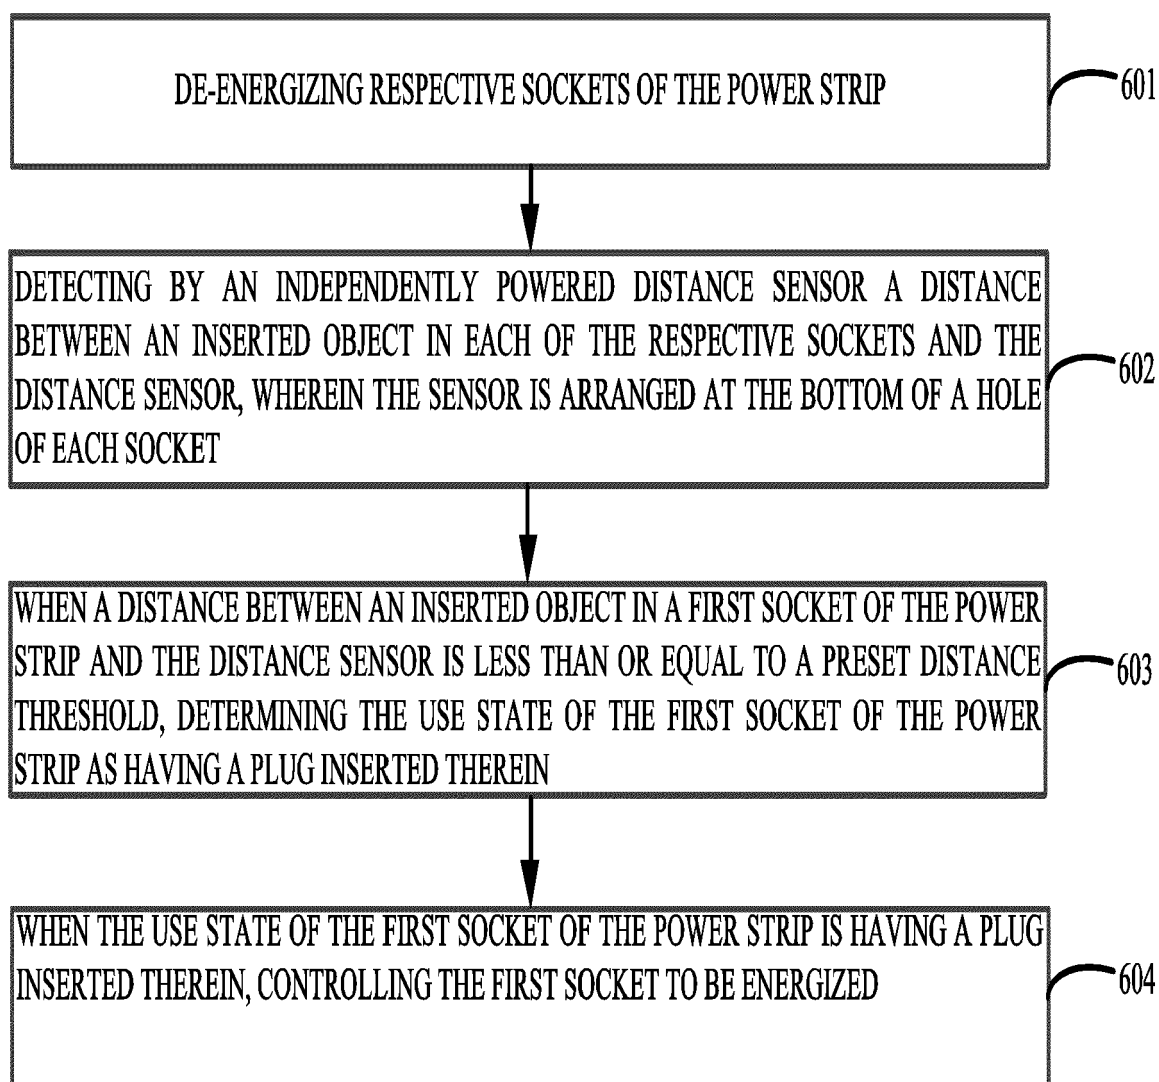 DE-ENERGIZING RESPECTIVE SOCKETS OF THE POWER STRIP
601
DETECTING BY AN INDEPENDENTLY POWERED DISTANCE SENSOR A DISTANCE
BETWEEN AN INSERTED OBJECT IN EACH OF THE RESPECTIVE SOCKETS AND THE
DISTANCE SENSOR, WHEREIN THE SENSOR IS ARRANGED AT THE BOTTOM OF A HOLE
OF EACH SOCKET
602
WHEN A DISTANCE BETWEEN AN INSERTED OBJECT IN A FIRST SOCKET OF THE POWER
STRIP AND THE DISTANCE SENSOR IS LESS THAN OR EQUAL TO A PRESET DISTANCE
THRESHOLD, DETERMINING THE USE STATE OF THE FIRST SOCKET OF THE POWER
STRIP AS HAVING A PLUG INSERTED THEREIN
603
WHEN THE USE STATE OF THE FIRST SOCKET OF THE POWER STRIP IS HAVING A PLUG
INSERTED THEREIN, CONTROLLING THE FIRST SOCKET TO BE ENERGIZED
604